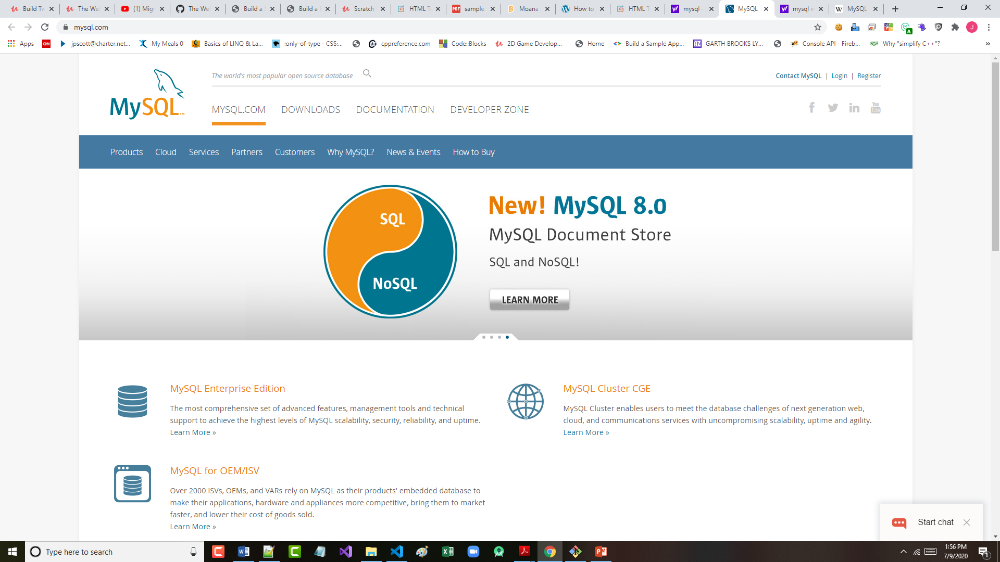 Build Tw
The Wel
(1) Migr
The Wel
Build a
Build a
Scratch
HTML T
sample-
Moana
How to
HTML T
mysql -
MySQL
mysql w
MySQL
mysql.com
Apps
CNN
jpscott@charter.net...
My Meals 0
Basics of LINQ & La...
:only-of-type - CSS:...
cppreference.com
Code::Blocks
2D Game Develop...
Home
Build a Sample App...
GARTH BROOKS LY...
Console API - Fireb...
Why "simplify C++"?
»
MySQL™
The world's most popular open source database
Contact MySQL | Login | Register
MYSQL.COM DOWNLOADS DOCUMENTATION DEVELOPER ZONE
Products Cloud Services Partners Customers Why MySQL? News & Events How to Buy
SQL
NoSQL
New! MySQL 8.0
MySQL Document Store
SQL and NoSQL!
LEARN MORE
MySQL Enterprise Edition
The most comprehensive set of advanced features, management tools and technical
support to achieve the highest levels of MySQL scalability, security, reliability, and uptime.
Learn More »
MySQL Cluster CGE
MySQL Cluster enables users to meet the database challenges of next generation web,
cloud, and communications services with uncompromising scalability, uptime and agility.
Learn More »
MySQL for OEM/ISV
Over 2000 ISVs, OEMs, and VARs rely on MySQL as their products' embedded database to
make their applications, hardware and appliances more competitive, bring them to market
faster, and lower their cost of goods sold.
Learn More »
Start chat
Type here to search
1:56 PM
7/9/2020